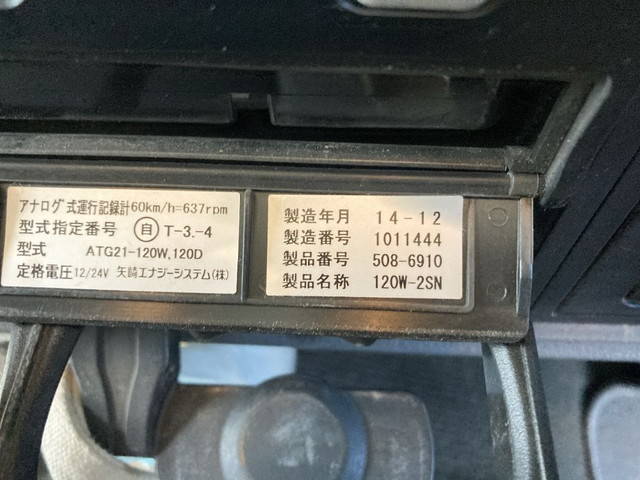 アナログ式運行記録計60km/h=637rpm
型式指定番号 自 T-3.-4
型式 ATG21-120W,120D
定格電圧12/24V 矢崎エナジーシステム(株)
製造年月 14-12
製造番号 1011444
製品番号 508-6910
製品名称 120W-2SN